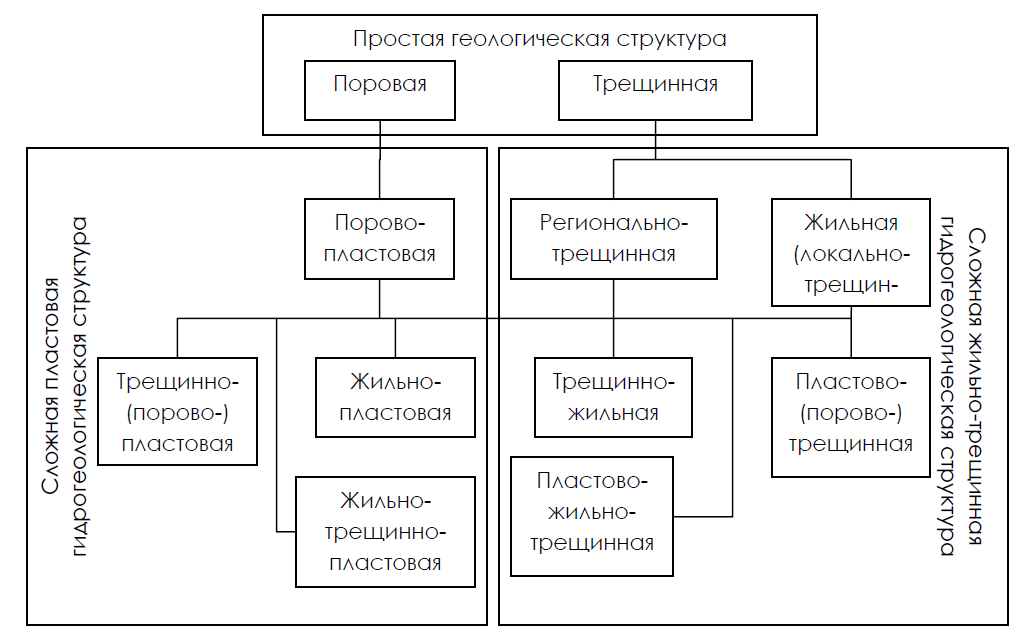 Простая геологическая структура
Поровая
Трещинная
Порово-
пластовая
Регионально-
трещинная
Жильная
(локально-
трещин-
Сложная пластовая
гидрогеологическая структура
Сложная жильно-трещинная
гидрогеологическая структура
Трещинно-
(порово-)
пластовая
Жильно-
пластовая
Трещинно-
жильная
Пластово-
(порово-)
трещинная
Жильно-
трещинно-
пластовая
Пластово-
жильно-
трещинная